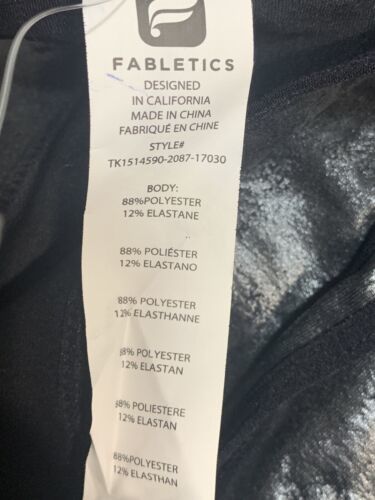 FABLETICS
DESIGNED
IN CALIFORNIA
MADE IN CHINA
FABRIQUÉ EN CHINE
STYLE#
TK1514590-2087-17030
BODY:
88%POLYESTER
12% ELASTANE
88% POLIÉSTER
12% ELASTANO
88% POLYESTER
12% ELASTHANNE
88% POLYESTER
12% ELASTAN
88% POLIESTERE
12% ELASTAN
88%POLYESTER
12% ELASTHAN